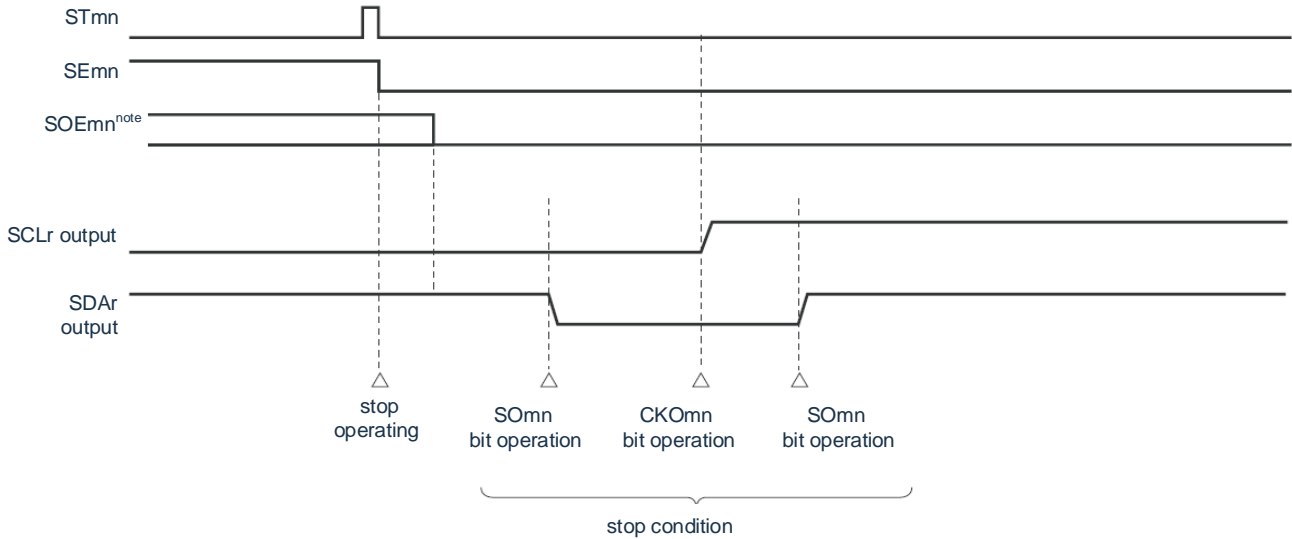 STmn
SEmn
SOEmnnote
SCLr output
SDAr
output
stop
operating
SOmn
bit operation
CKOmn
bit operation
SOmn
bit operation
stop condition